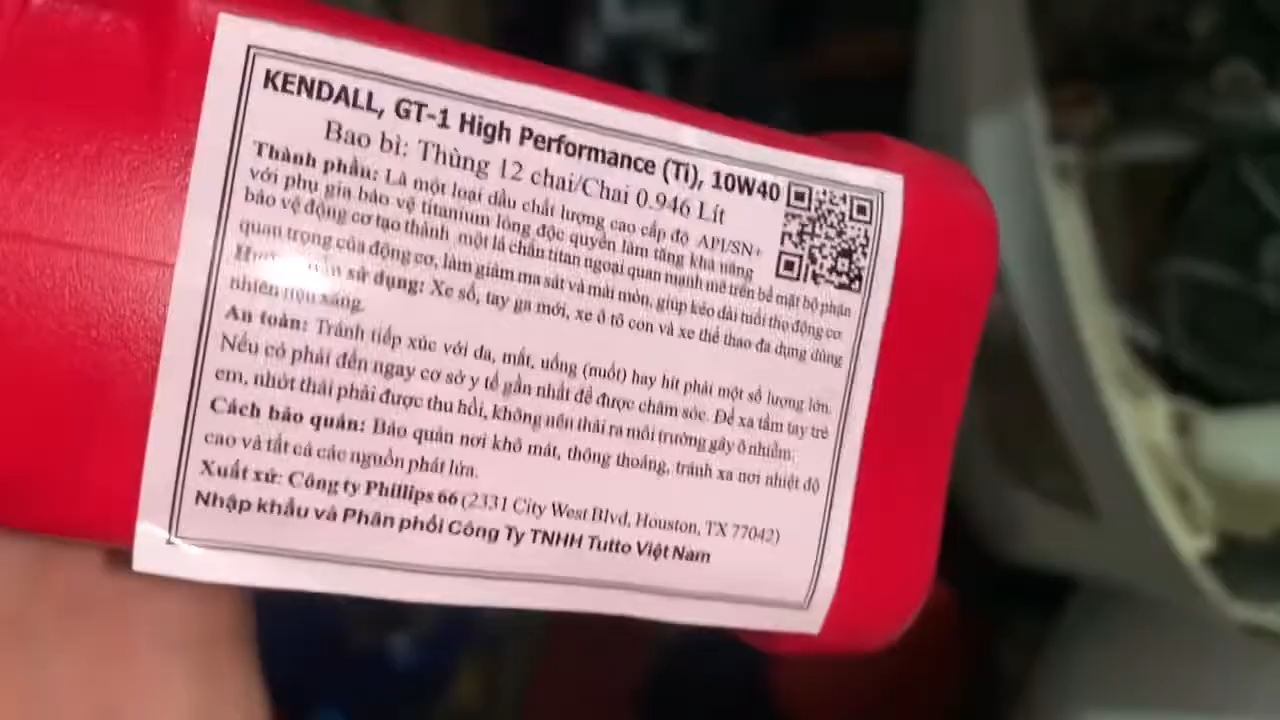 KENDALL, GT-1 High Performance (Ti), 10W40
Bao bì: Thùng 12 chai/Chai 0.946 Lít
Thành phần: Là một loại dầu chất lượng cao cấp độ API/SN+
với phụ gia bảo vệ titanium lỏng độc quyền làm tăng khả năng
bảo vệ động cơ tạo thành một lá chắn titan ngoại quan mạnh mẽ trên bề mặt bộ phận
quan trọng của động cơ, làm giảm ma sát và mài mòn, giúp kéo dài tuổi thọ động cơ
sử dụng: Xe số, tay ga mới, xe ô tô con và xe thể thao đa dụng dùng
nhiên liệu xăng.
An toàn: Tránh tiếp xúc với da, mắt, uống (nuốt) hay hít phải một số lượng lớn.
Nếu có phải đến ngay cơ sở y tế gần nhất để được chăm sóc. Để xa tầm tay trẻ
em, nhớt thải phải được thu hồi, không nên thải ra môi trường gây ô nhiễm.
Cách bảo quản: Bảo quản nơi khô mát, thông thoáng, tránh xa nơi nhiệt độ
cao và tất cả các nguồn phát lửa.
Xuất xứ: Công ty Phillips 66 (2331 City West Blvd, Houston, TX 77042)
Nhập khẩu và Phân phối Công Ty TNHH Tutto Việt Nam